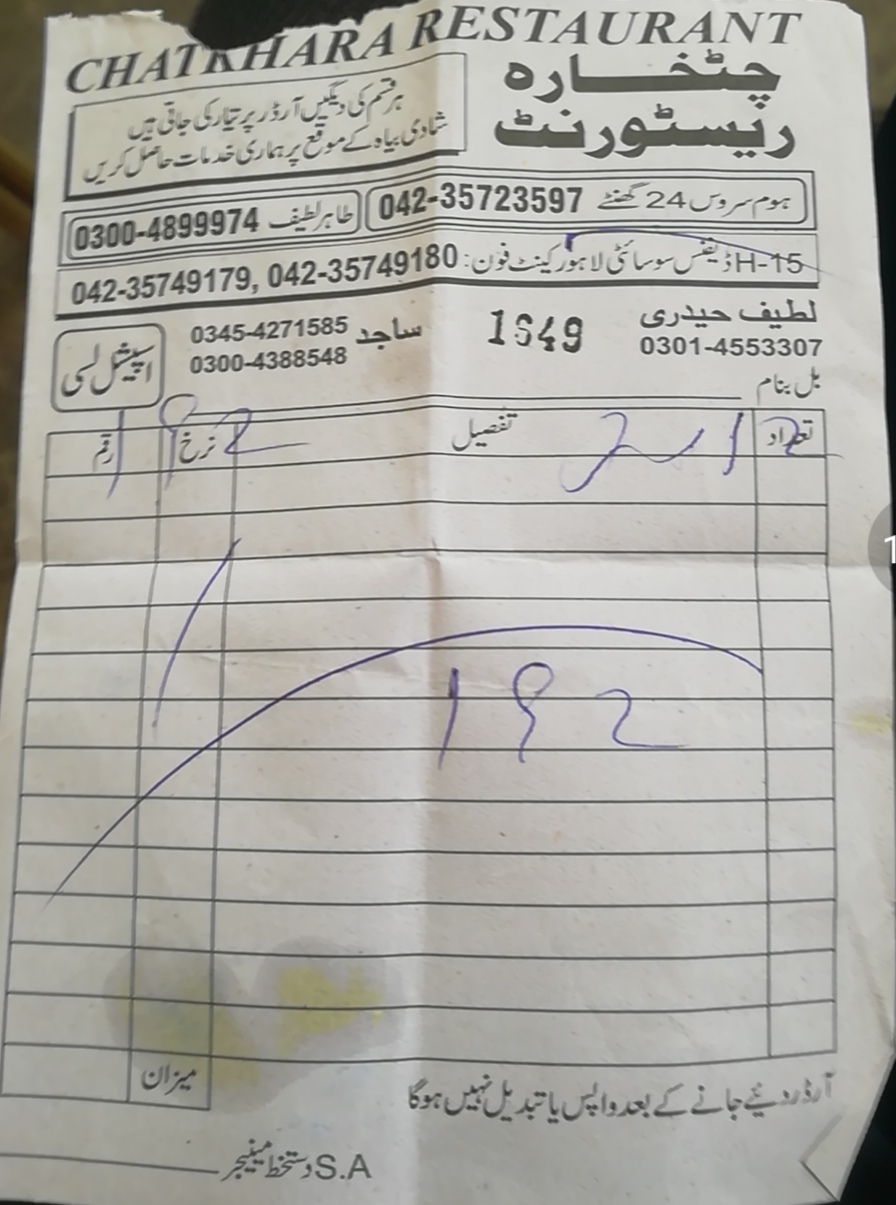 CHATKHARA RESTAURANT
چٹخارہ
ریسٹورنٹ
ہر قسم کی دیگیں آرڈر پر تیار کی جاتی ہیں
شادی بیاہ کے موقع پر ہماری خدمات حاصل کریں
ہوم سروس 24 گھنٹے 042-35723597
طاہر لطیف 0300-4899974
H-15 ڈیفنس سوسائٹی لاہور کینٹ فون: 042-35749179, 042-35749180
لطیف حیدری
0301-4553307
1649
ساجد 0345-4271585
0300-4388548
اسپیشل لسی
بل بنام
تعداد تفصیل نرخ رقم
192
192
میزان
آرڈر دیئے جانے کے بعد واپس یا تبدیل نہیں ہوگا
S.A دستخط مینیجر